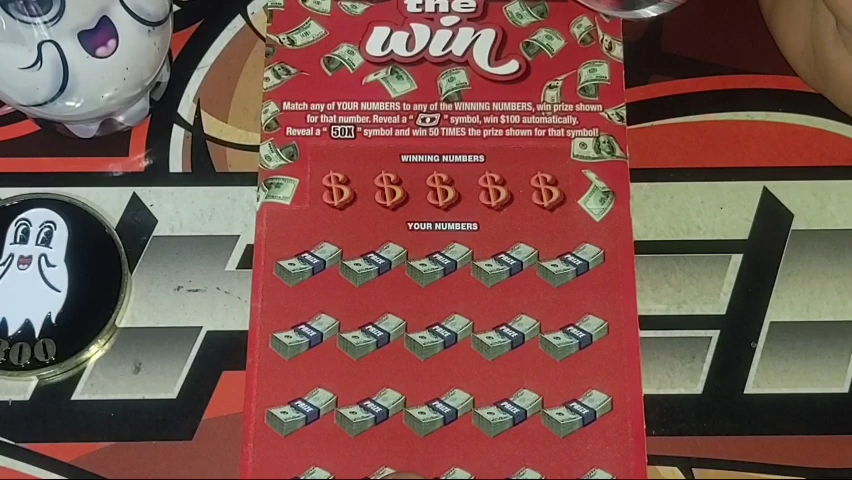 the
win
Match any of YOUR NUMBERS to any of the WINNING NUMBERS, win prize shown
for that number. Reveal a " " symbol, win $100 automatically.
Reveal a " 50X " symbol and win 50 TIMES the prize shown for that symbol!
WINNING NUMBERS
$ $ $ $ $
YOUR NUMBERS